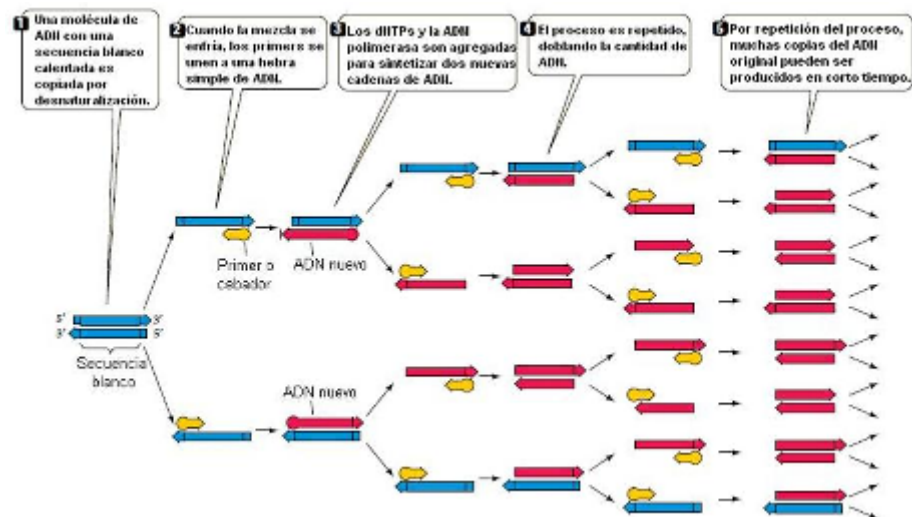 1 Una molécula de
ADN con una
secuencia blanco
calentada es
copiada por
desnaturalización.
2 Cuando la mezcla se
enfría, los primers se
unen a una hebra
simple de ADN.
3 Los dNTPs y la ADN
polimerasa son agregadas
para sintetizar dos nuevas
cadenas de ADN.
4 El proceso es repetido,
doblando la cantidad de
ADN.
5 Por repetición del proceso,
muchas copias del ADN
original pueden ser
producidos en corto tiempo.
Primer o
cebador
ADN nuevo
5' 3'
3' 5'
Secuencia
blanco
ADN nuevo